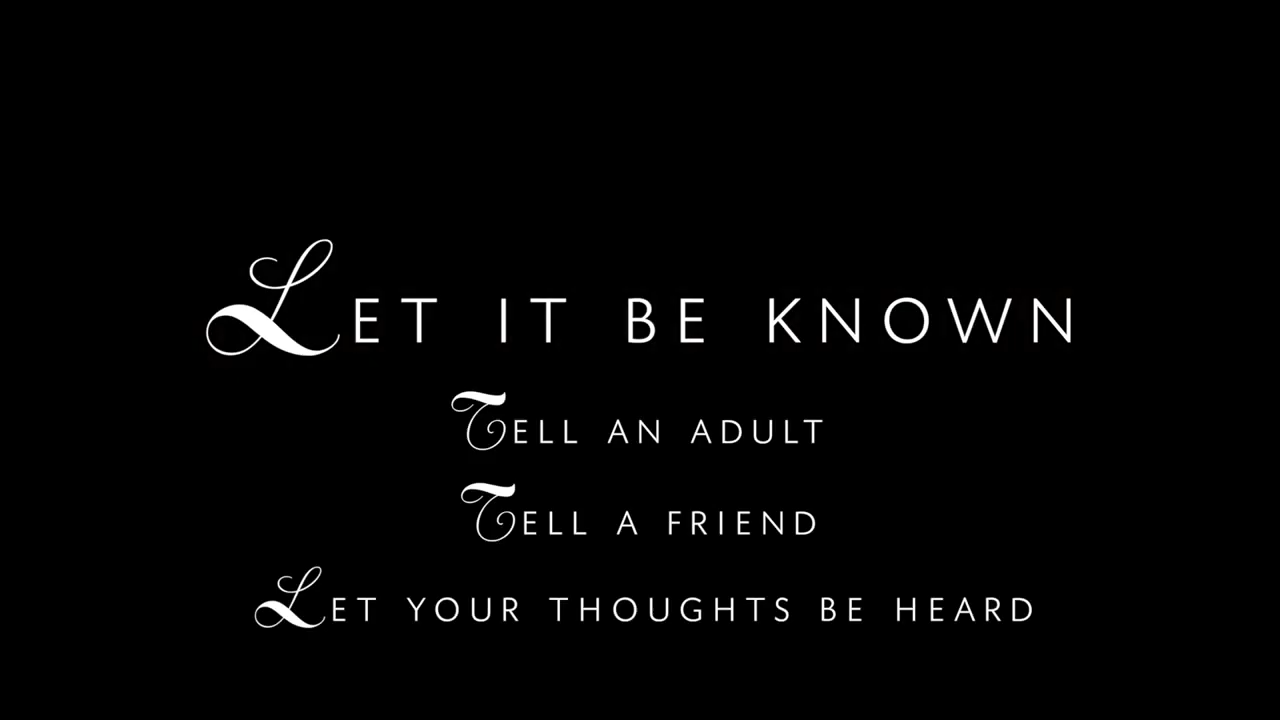 Let it be known
Tell an adult
Tell a friend
Let your thoughts be heard